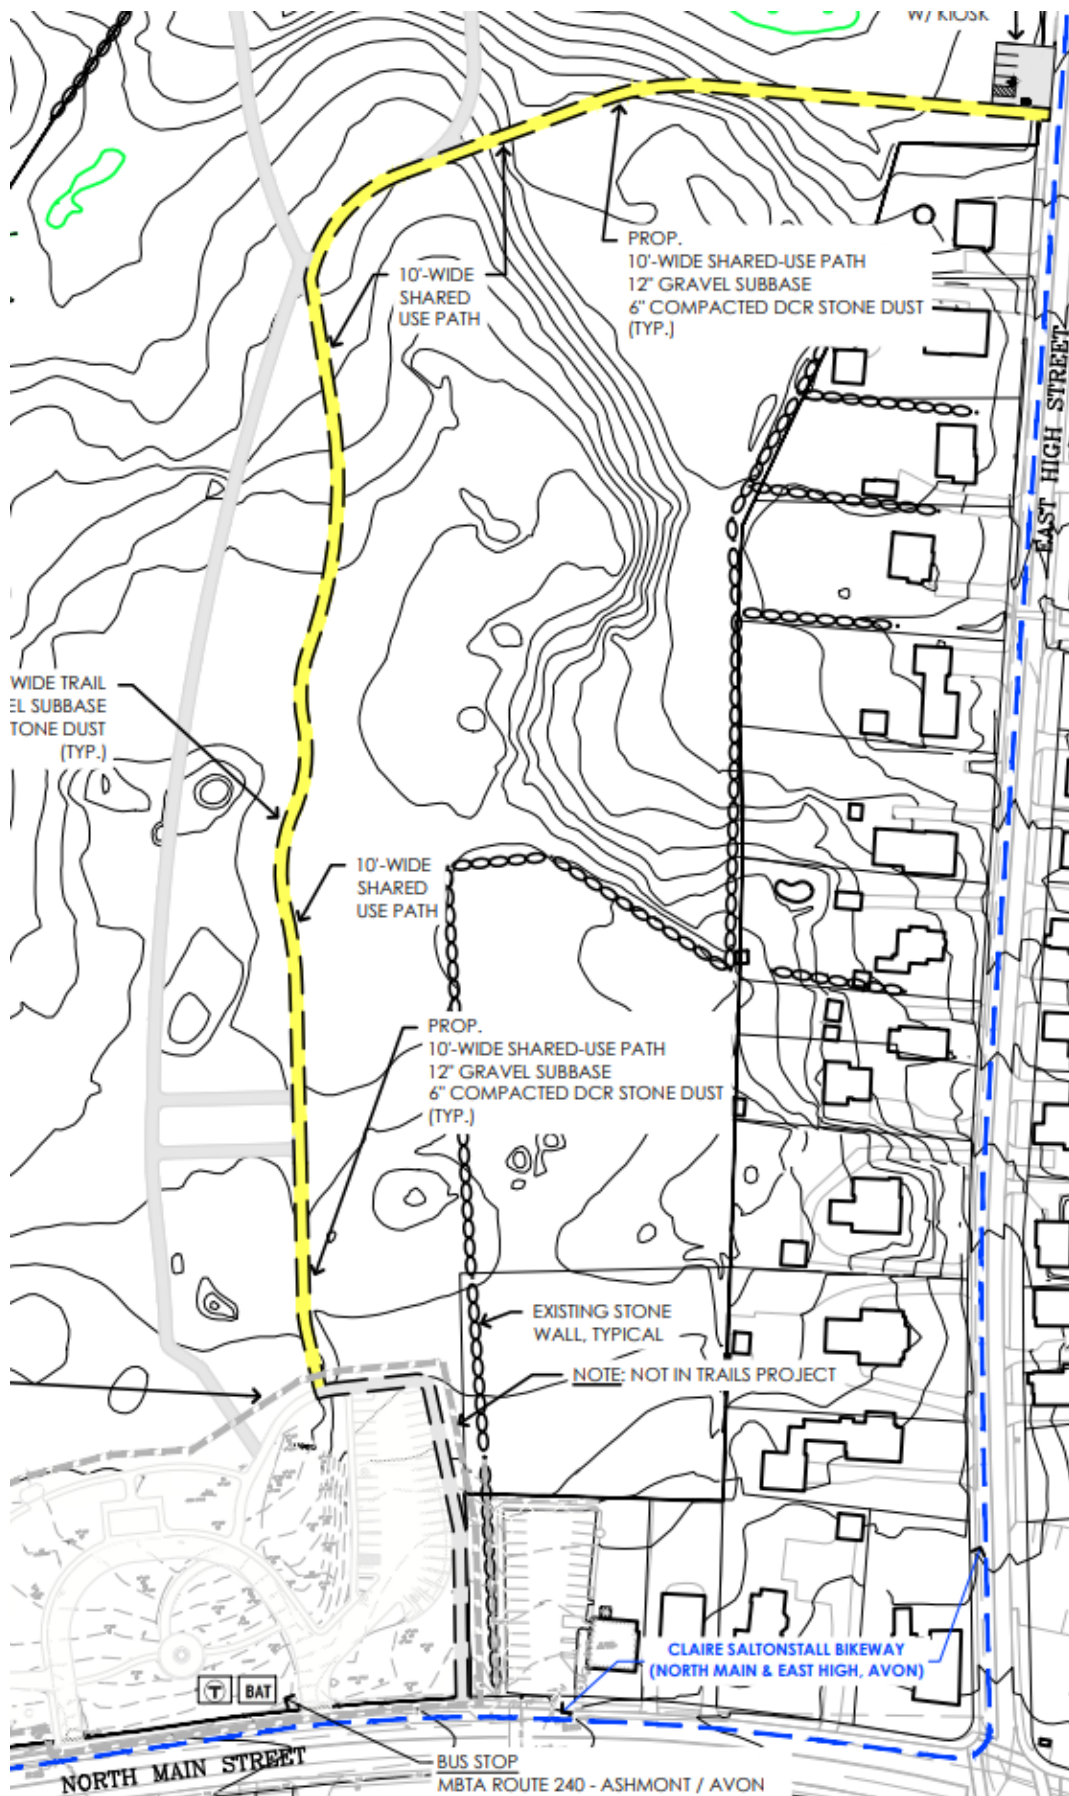 W/ KIOSK
PROP.
10'-WIDE SHARED-USE PATH
12" GRAVEL SUBBASE
6" COMPACTED DCR STONE DUST
(TYP.)
10'-WIDE
SHARED
USE PATH
EAST HIGH STREET
WIDE TRAIL
EL SUBBASE
TONE DUST
(TYP.)
10'-WIDE
SHARED
USE PATH
PROP.
10'-WIDE SHARED-USE PATH
12" GRAVEL SUBBASE
6" COMPACTED DCR STONE DUST
(TYP.)
EXISTING STONE
WALL, TYPICAL
NOTE: NOT IN TRAILS PROJECT
CLAIRE SALTONSTALL BIKEWAY
(NORTH MAIN & EAST HIGH, AVON)
T BAT
NORTH MAIN STREET
BUS STOP
MBTA ROUTE 240 - ASHMONT / AVON